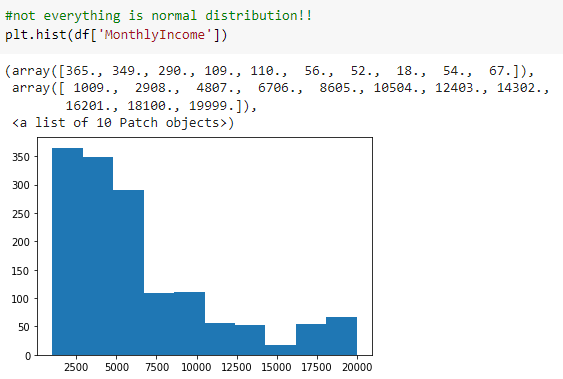 #not everything is normal distribution!!
plt.hist(df['MonthlyIncome'])
(array([365., 349., 290., 109., 110., 56., 52., 18., 54., 67.]),
array([ 1009., 2908., 4807., 6706., 8605., 10504., 12403., 14302.,
16201., 18100., 19999.]),
<a list of 10 Patch objects>)
350
300
250
200
150
100
50
0
2500 5000 7500 10000 12500 15000 17500 20000